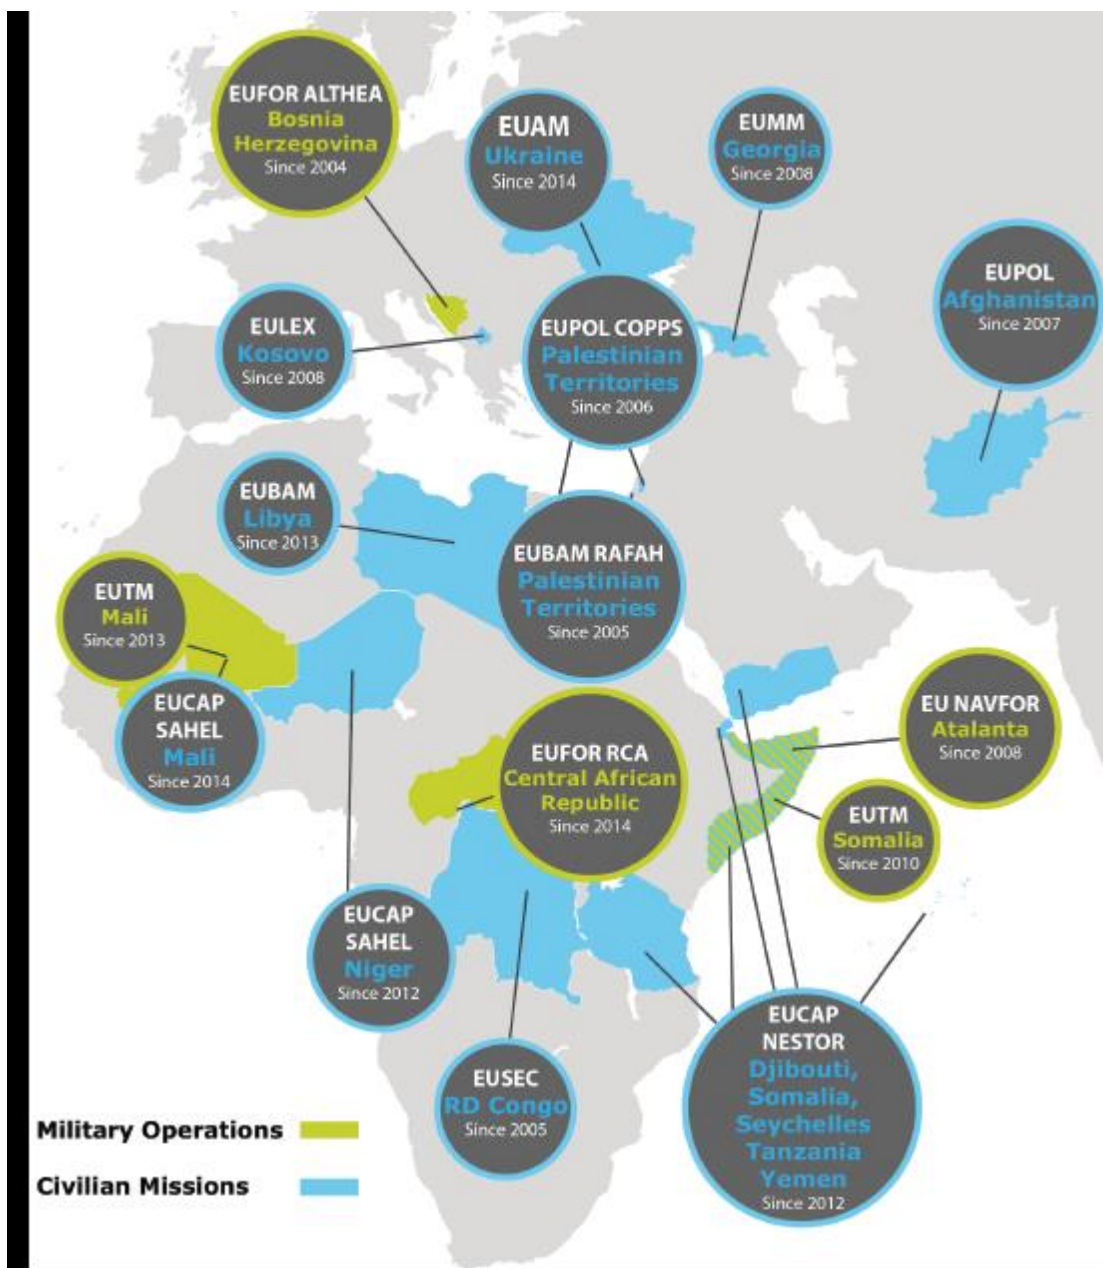 EUFOR ALTHEA
Bosnia
Herzegovina
Since 2004
EUAM
Ukraine
Since 2014
EUMM
Georgia
Since 2008
EUPOL
Afghanistan
Since 2007
EULEX
Kosovo
Since 2008
EUPOL COPPS
Palestinian
Territories
Since 2006
EUBAM
Libya
Since 2013
EUBAM RAFAH
Palestinian
Territories
Since 2005
EUTM
Mali
Since 2013
EUCAP
SAHEL
Mali
Since 2014
EUFOR RCA
Central African
Republic
Since 2014
EU NAVFOR
Atalanta
Since 2008
EUTM
Somalia
Since 2010
EUCAP
SAHEL
Niger
Since 2012
EUSEC
RD Congo
Since 2005
EUCAP
NESTOR
Djibouti,
Somalia,
Seychelles
Tanzania
Yemen
Since 2012
Military Operations
Civilian Missions